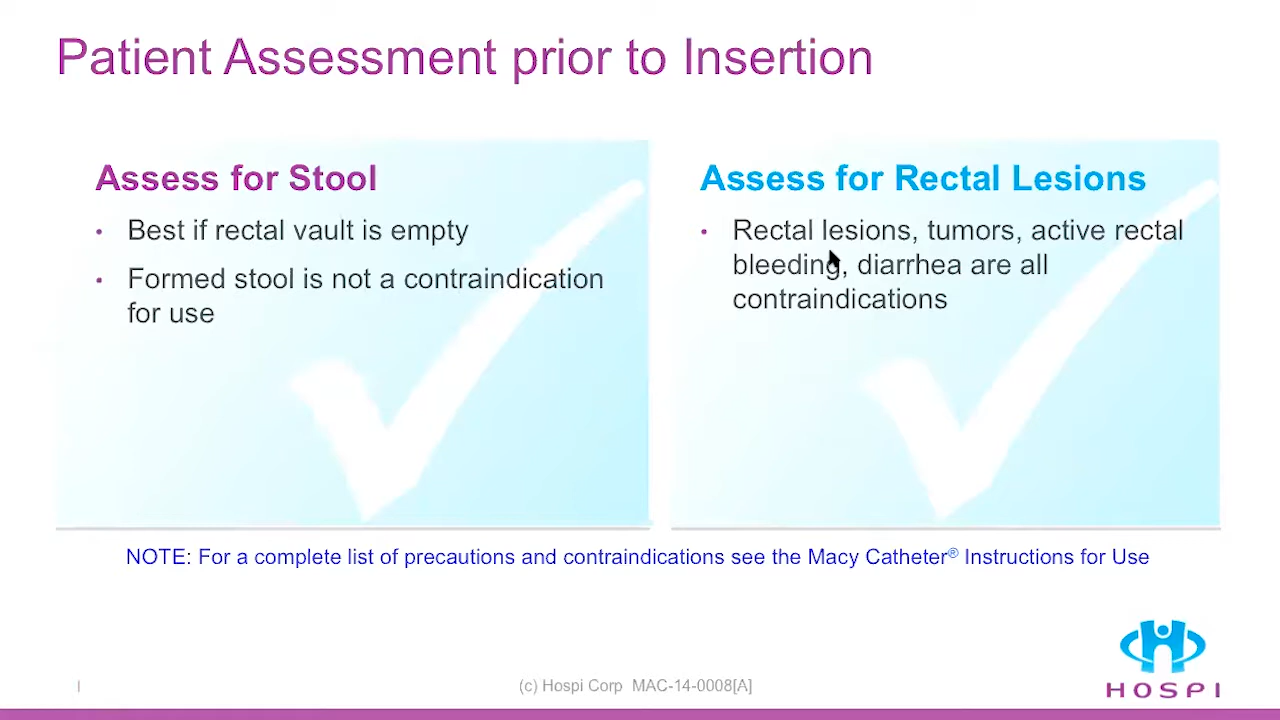 Patient Assessment prior to Insertion
Assess for Stool
• Best if rectal vault is empty
• Formed stool is not a contraindication
for use
Assess for Rectal Lesions
• Rectal lesions, tumors, active rectal
bleeding, diarrhea are all
contraindications
NOTE: For a complete list of precautions and contraindications see the Macy Catheter® Instructions for Use
| (c) Hospi Corp MAC-14-0008[A]
HOSPI